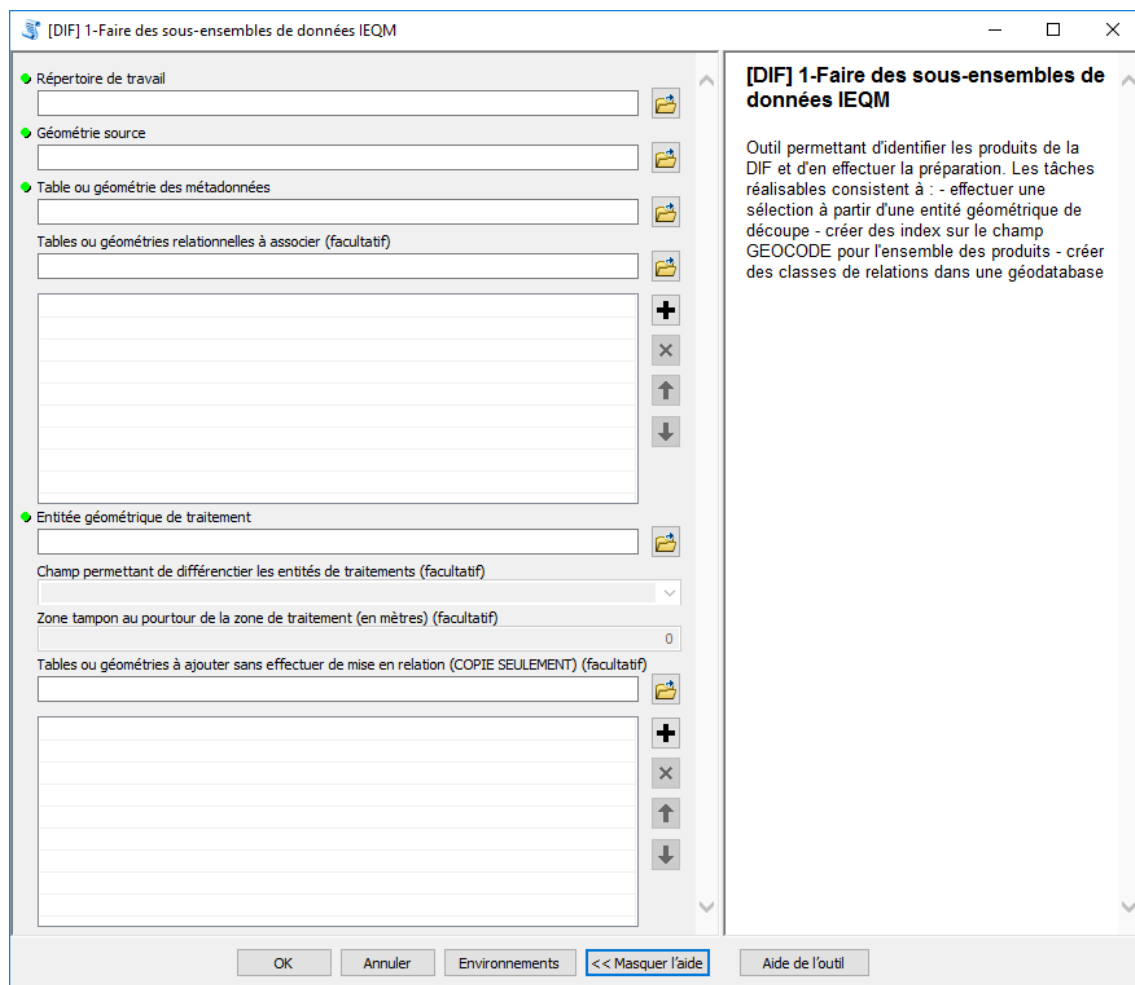 [DIF] 1-Faire des sous-ensembles de données IEQM
Répertoire de travail
Géométrie source
Table ou géométrie des métadonnées
Tables ou géométries relationnelles à associer (facultatif)
Entitée géométrique de traitement
Champ permettant de différenctier les entités de traitements (facultatif)
Zone tampon au pourtour de la zone de traitement (en mètres) (facultatif)
0
Tables ou géométries à ajouter sans effectuer de mise en relation (COPIE SEULEMENT) (facultatif)
[DIF] 1-Faire des sous-ensembles de
données IEQM
Outil permettant d'identifier les produits de la
DIF et d'en effectuer la préparation. Les tâches
réalisables consistent à : - effectuer une
sélection à partir d'une entité géométrique de
découpe - créer des index sur le champ
GEOCODE pour l'ensemble des produits - créer
des classes de relations dans une géodatabase
OK
Annuler
Environnements
<< Masquer l'aide
Aide de l'outil